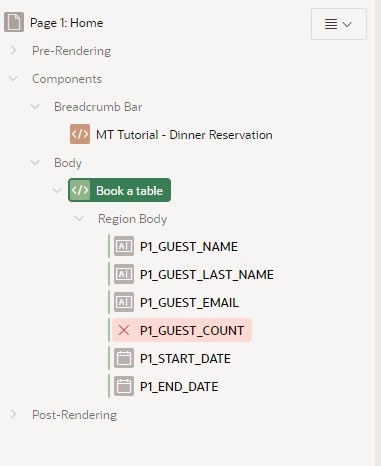 Page 1: Home
Pre-Rendering
Components
Breadcrumb Bar
MT Tutorial - Dinner Reservation
Body
Book a table
Region Body
P1_GUEST_NAME
P1_GUEST_LAST_NAME
P1_GUEST_EMAIL
P1_GUEST_COUNT
P1_START_DATE
P1_END_DATE
Post-Rendering